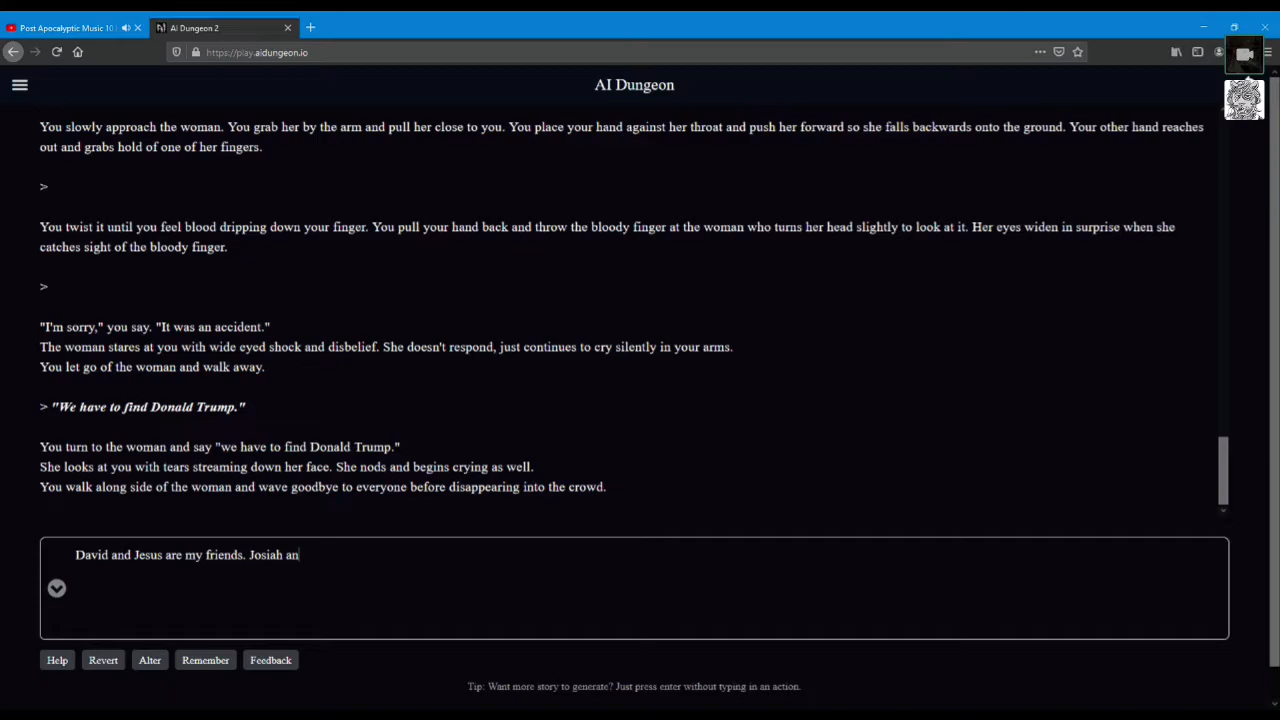 Post Apocalyptic Music 10
AI Dungeon 2
https://play.aidungeon.io
AI Dungeon
You slowly approach the woman. You grab her by the arm and pull her close to you. You place your hand against her throat and push her forward so she falls backwards onto the ground. Your other hand reaches
out and grabs hold of one of her fingers.
>
You twist it until you feel blood dripping down your finger. You pull your hand back and throw the bloody finger at the woman who turns her head slightly to look at it. Her eyes widen in surprise when she
catches sight of the bloody finger.
>
"I'm sorry," you say. "It was an accident."
The woman stares at you with wide eyed shock and disbelief. She doesn't respond, just continues to cry silently in your arms.
You let go of the woman and walk away.
> "We have to find Donald Trump."
You turn to the woman and say "we have to find Donald Trump."
She looks at you with tears streaming down her face. She nods and begins crying as well.
You walk along side of the woman and wave goodbye to everyone before disappearing into the crowd.
David and Jesus are my friends. Josiah an
Help Revert Alter Remember Feedback
Tip: Want more story to generate? Just press enter without typing in an action.